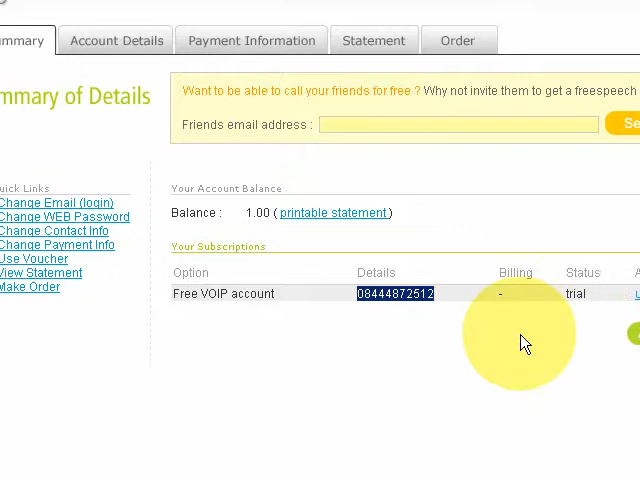 ummary Account Details Payment Information Statement Order
mmary of Details
Want to be able to call your friends for free ? Why not invite them to get a freespeech
Friends email address : Se
uick Links
Change Email (login)
Change WEB Password
Change Contact Info
Change Payment Info
Use Voucher
View Statement
Make Order
Your Account Balance
Balance : 1.00 ( printable statement )
Your Subscriptions
Option Details Billing Status A
Free VOIP account 08444872512 - trial u